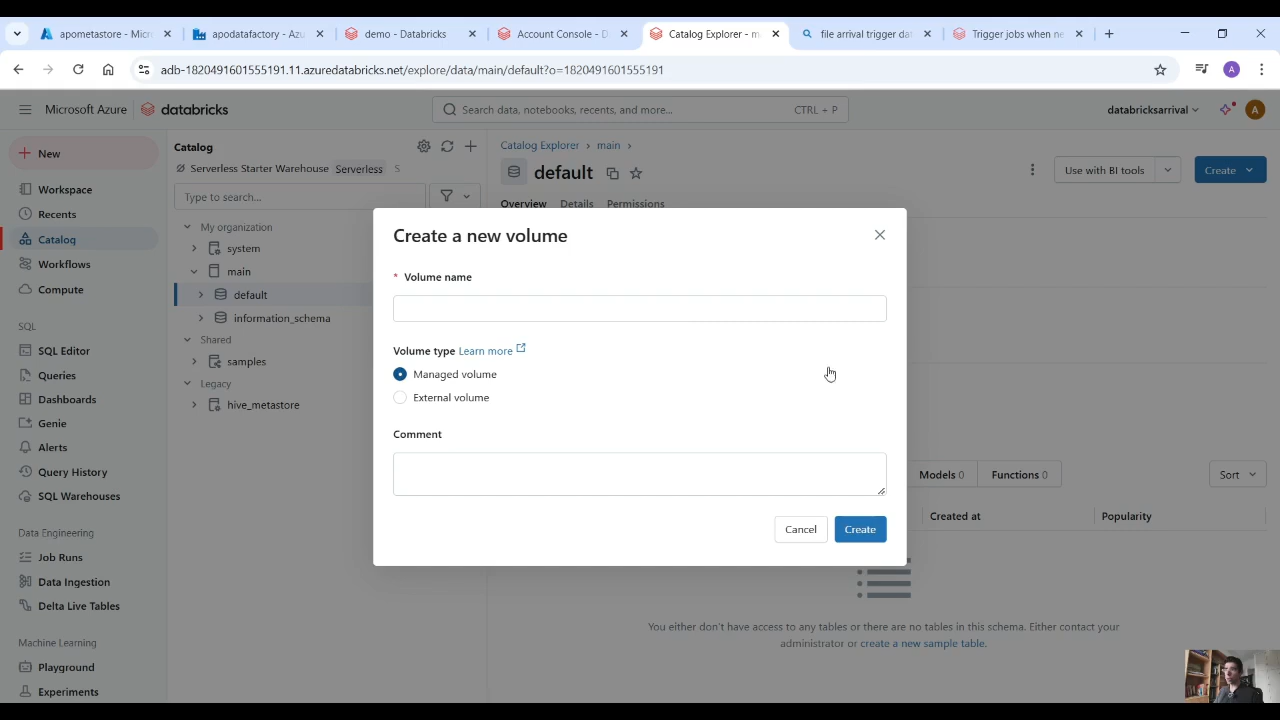 apometastore - Micr
apodatafactory - Azu
demo - Databricks
Account Console - D
Catalog Explorer - m
file arrival trigger da
Trigger jobs when ne
adb-1820491601555191.11.azuredatabricks.net/explore/data/main/default?o=1820491601555191
A
Microsoft Azure
databricks
Search data, notebooks, recents, and more...
CTRL + P
databricksarrival
A
New
Workspace
Recents
Catalog
Workflows
Compute
SQL
SQL Editor
Queries
Dashboards
Genie
Alerts
Query History
SQL Warehouses
Data Engineering
Job Runs
Data Ingestion
Delta Live Tables
Machine Learning
Playground
Experiments
Catalog
Serverless Starter Warehouse Serverless S
Type to search...
My organization
system
main
default
information_schema
Shared
samples
Legacy
hive_metastore
Catalog Explorer › main ›
default
Use with BI tools
Create
Overview Details Permissions
Create a new volume
* Volume name
Volume type Learn more
Managed volume
External volume
Comment
Cancel
Create
Models 0
Functions 0
Sort
Created at
Popularity
You either don't have access to any tables or there are no tables in this schema. Either contact your
administrator or create a new sample table.